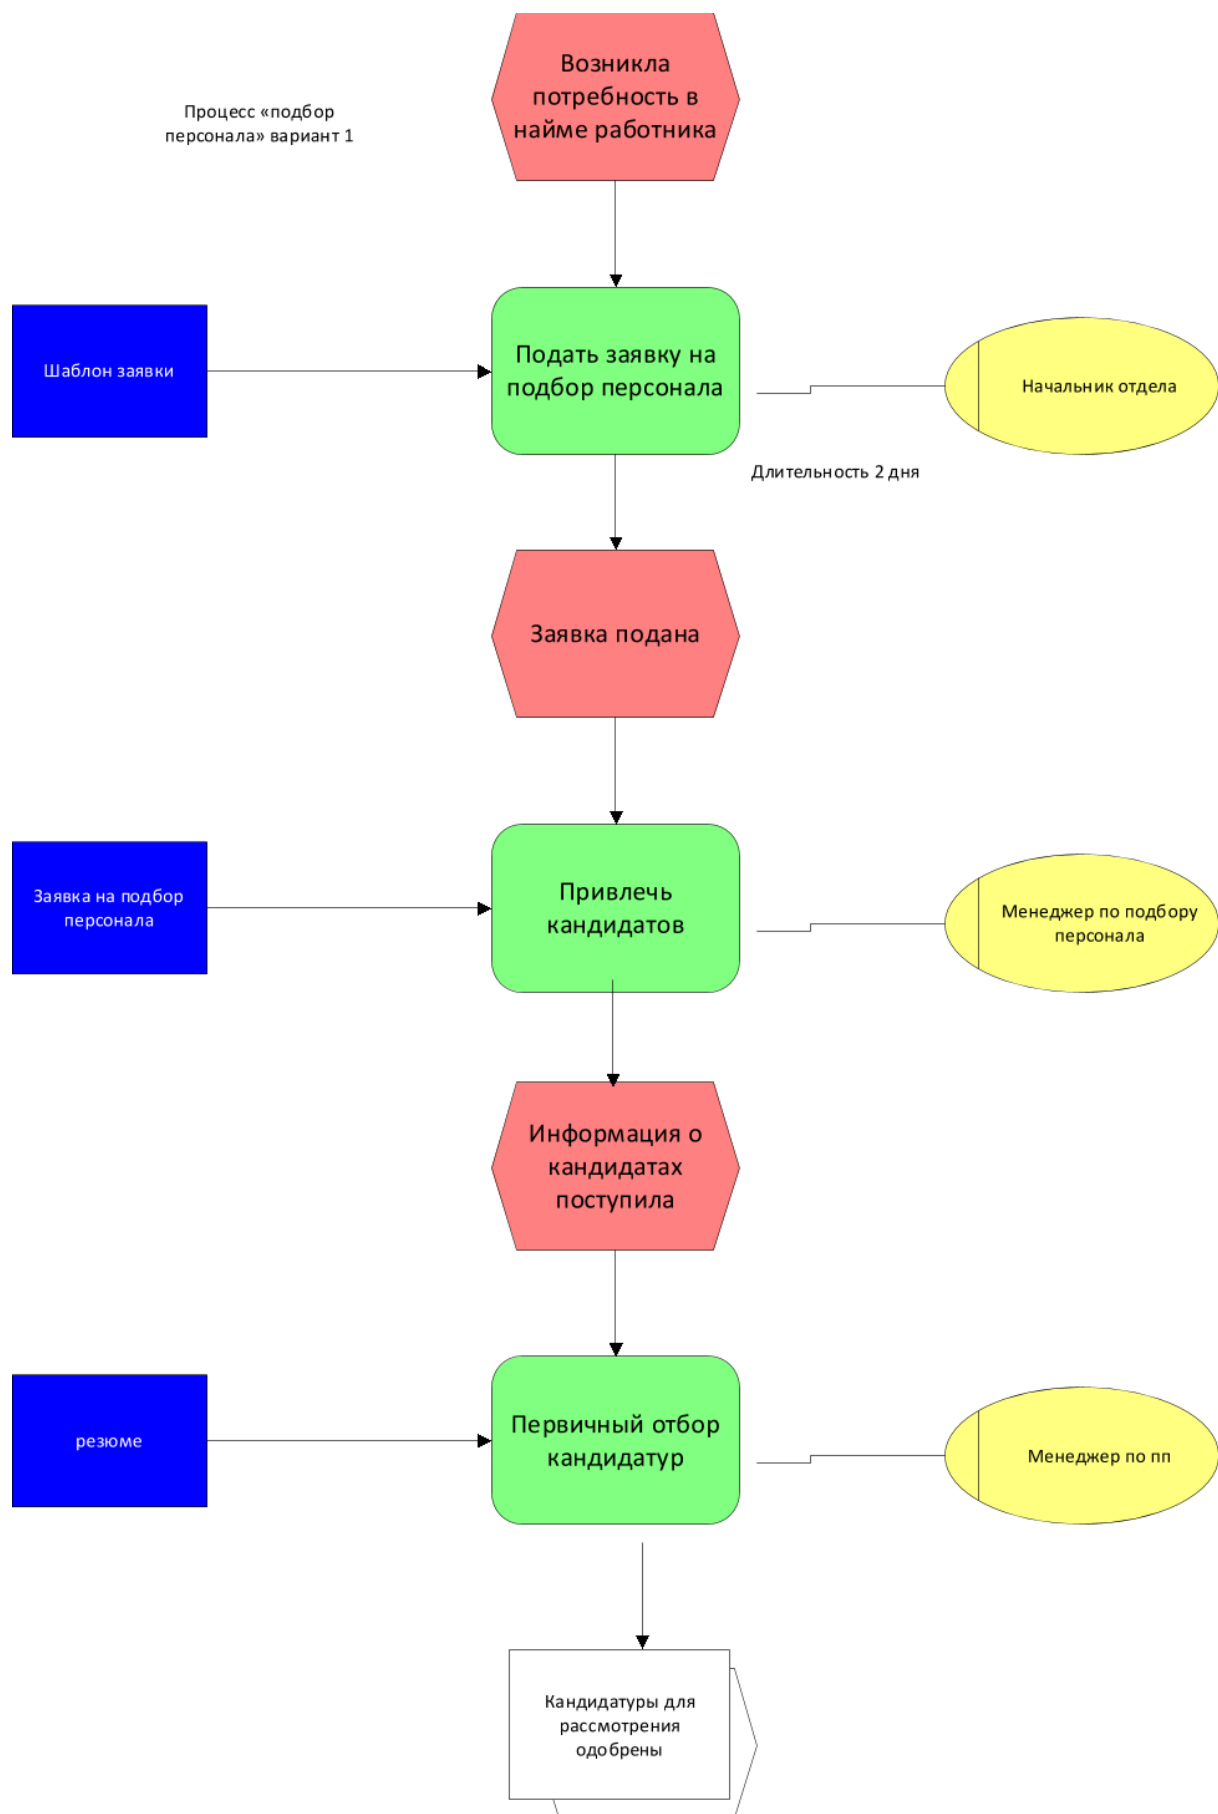 Возникла
потребность в
найме работника
Процесс «подбор
персонала» вариант 1
Шаблон заявки
Подать заявку на
подбор персонала
Начальник отдела
Длительность 2 дня
Заявка подана
Заявка на подбор
персонала
Привлечь
кандидатов
Менеджер по подбору
персонала
Информация о
кандидатах
поступила
резюме
Первичный отбор
кандидатур
Менеджер по пп
Кандидатуры для
рассмотрения
одобрены